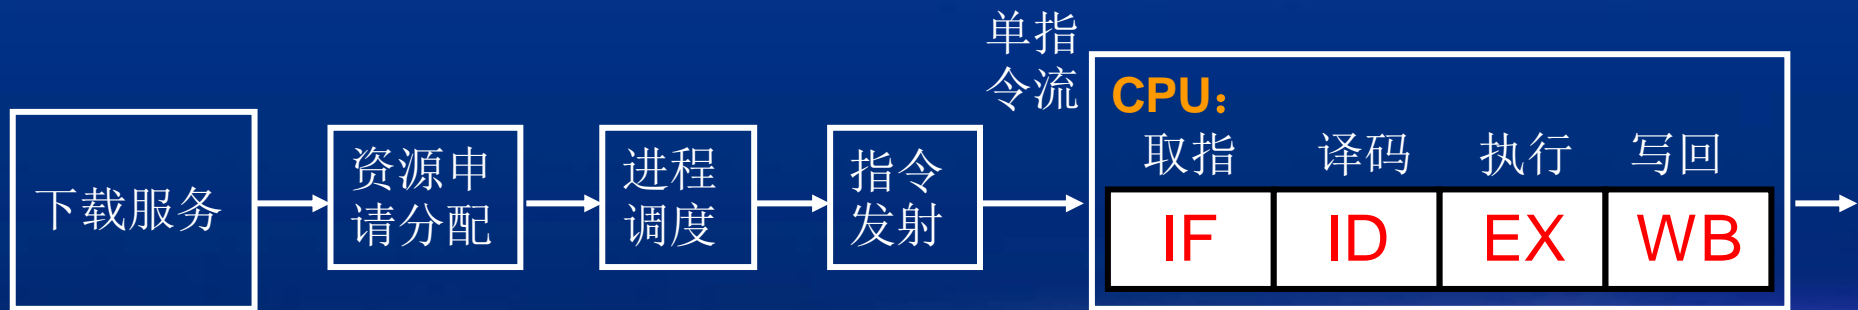 下载服务
资源申
请分配
进程
调度
指令
发射
单指
令流
CPU：
取指 译码 执行 写回
IF ID EX WB